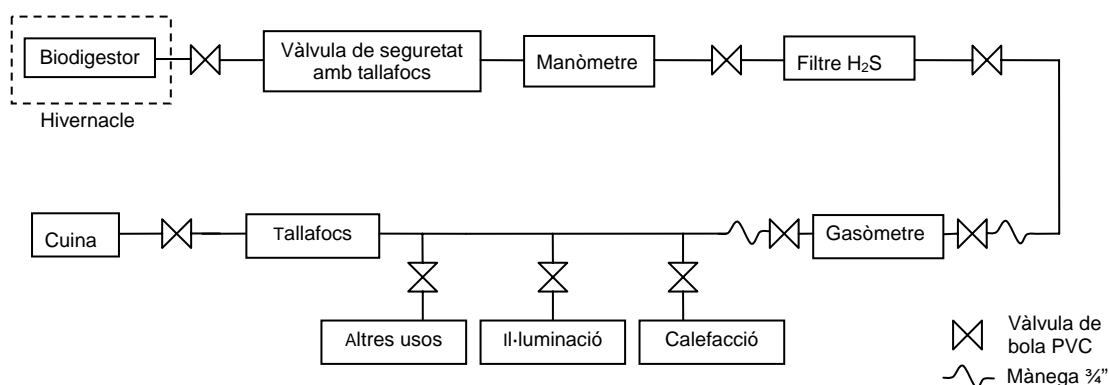 Biodigestor
Vàlvula de seguretat
amb tallafocs
Manòmetre
Filtre H₂S
Hivernacle
Cuina
Tallafocs
Gasòmetre
Altres usos
Il·luminació
Calefacció
Vàlvula de
bola PVC
Mànega ¾”